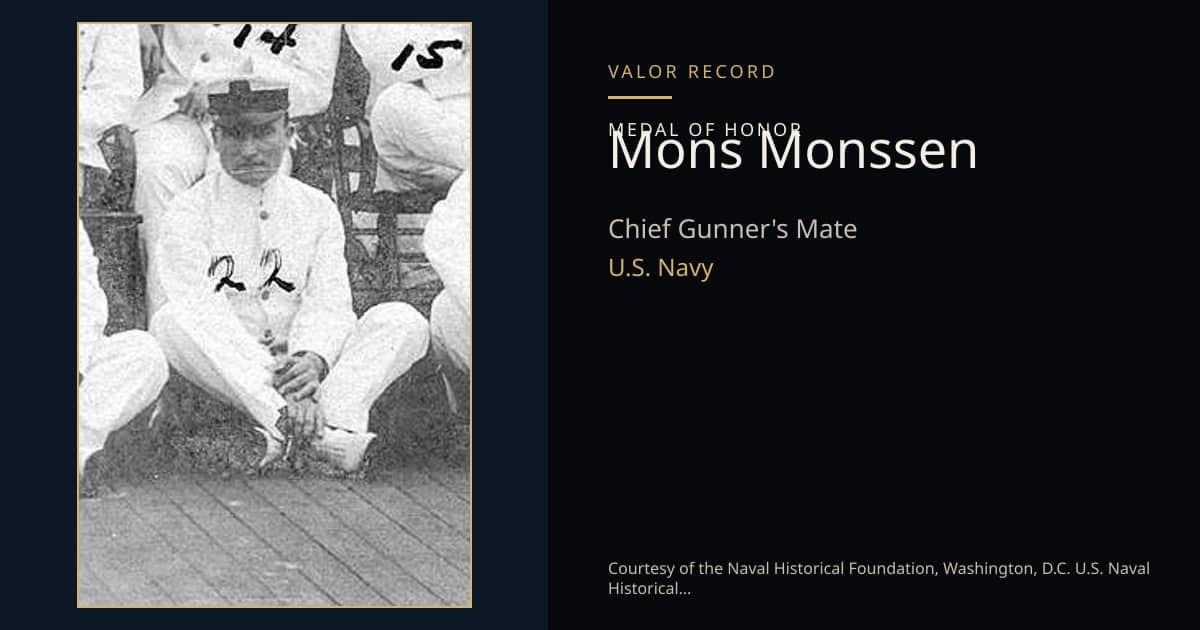 14
15
22
VALOR RECORD
MEDAL OF HONOR
Mons Monssen
Chief Gunner's Mate
U.S. Navy
Courtesy of the Naval Historical Foundation, Washington, D.C. U.S. Naval
Historical...